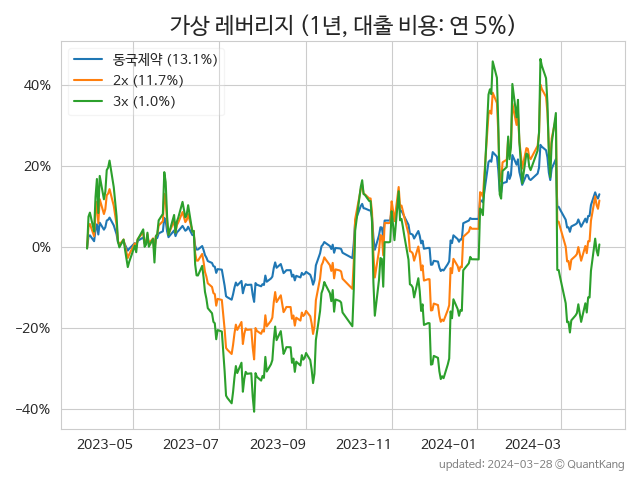 가상 레버리지 (1년, 대출 비용: 연 5%)
동국제약 (13.1%)
2x (11.7%)
3x (1.0%)
40%
20%
0%
−20%
−40%
2023-05 2023-07 2023-09 2023-11 2024-01 2024-03
updated: 2024-03-28 © QuantKang